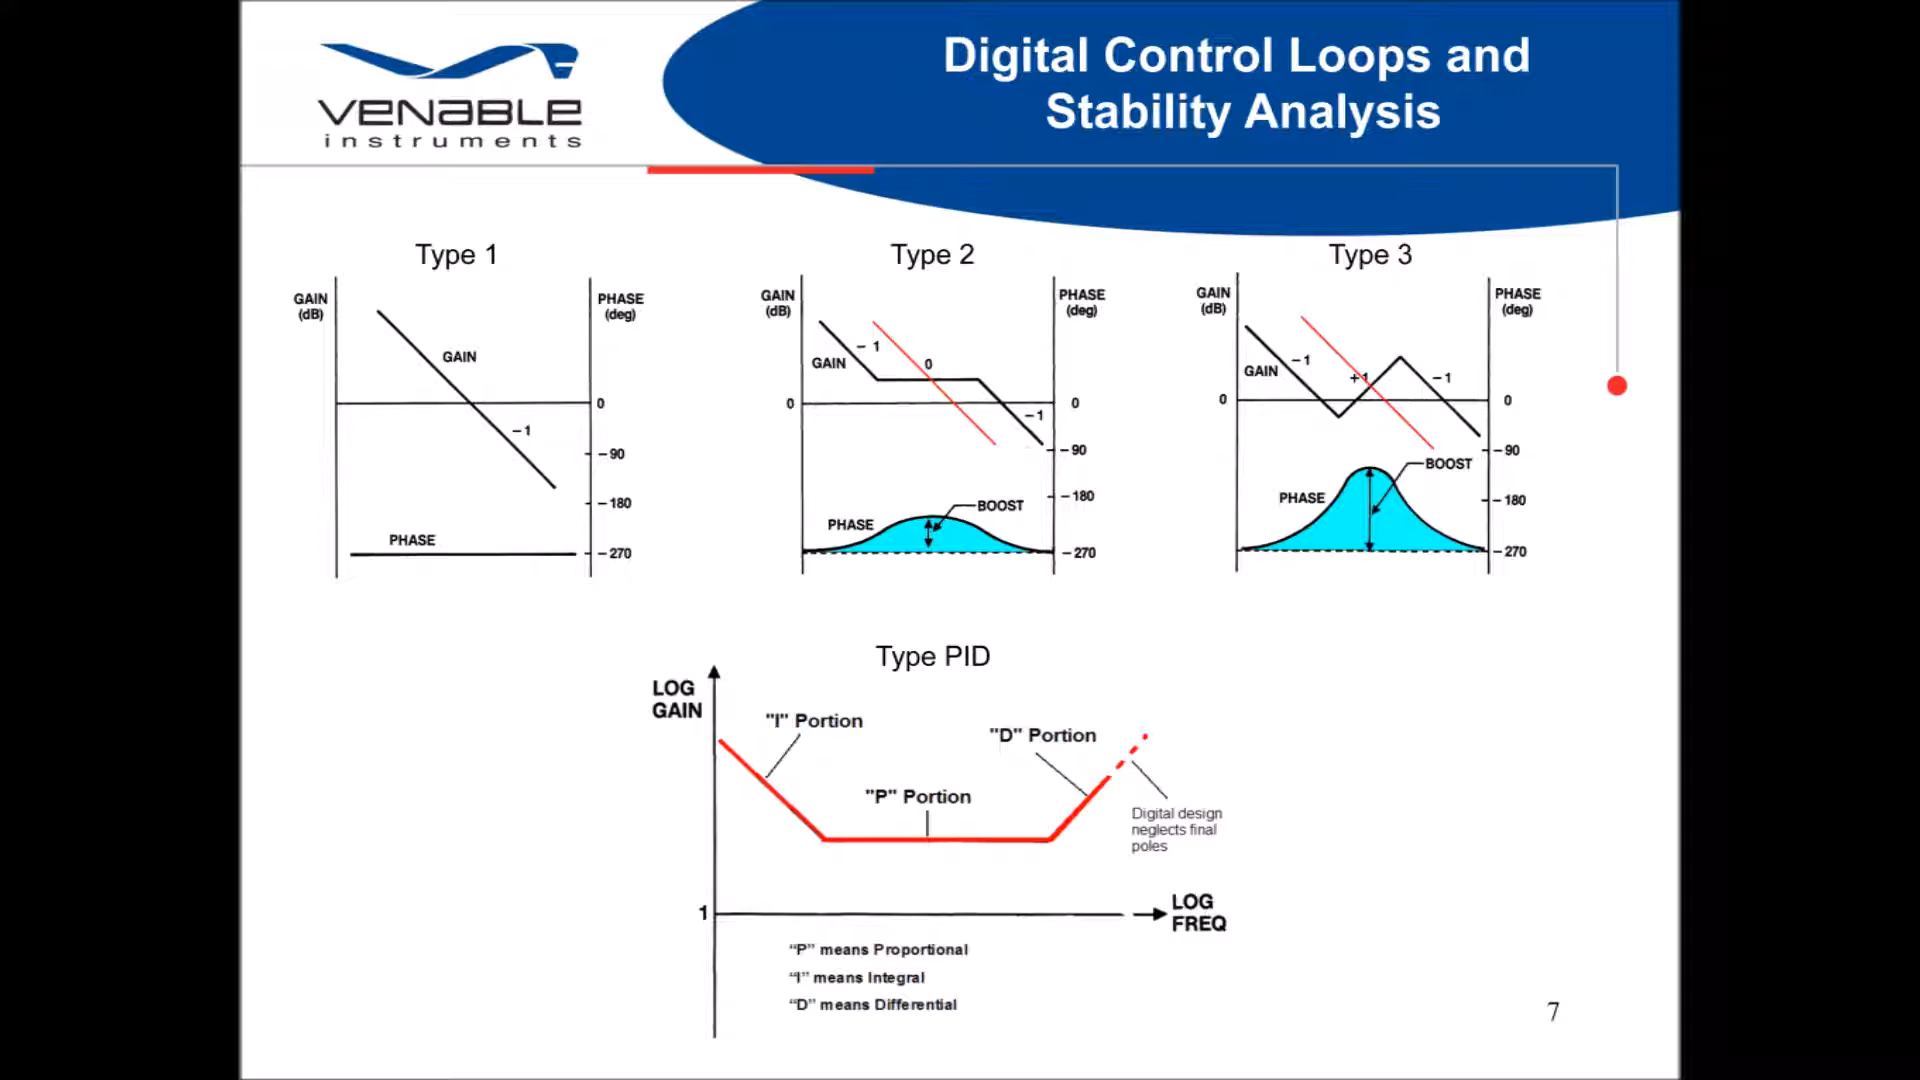 VENABLE
instruments
Digital Control Loops and
Stability Analysis
Type 1
GAIN
(dB)
PHASE
(deg)
GAIN
0
−1
−90
−180
PHASE
−270
Type 2
GAIN
(dB)
PHASE
(deg)
− 1
GAIN
0
0
0
−1
−90
−180
BOOST
PHASE
−270
Type 3
GAIN
(dB)
PHASE
(deg)
−1
GAIN
+1
−1
0
0
−90
BOOST
PHASE
−180
−270
Type PID
LOG
GAIN
"I" Portion
"D" Portion
"P" Portion
Digital design
neglects final
poles
1
LOG
FREQ
“P” means Proportional
“I” means Integral
“D” means Differential
7